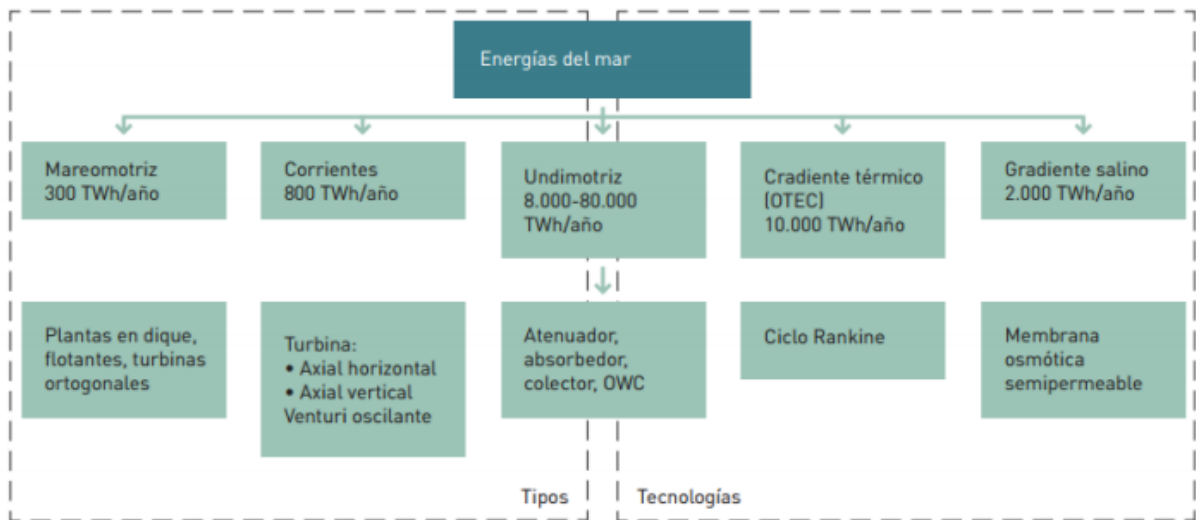 Energías del mar
Mareomotriz
300 TWh/año
Corrientes
800 TWh/año
Undimotriz
8.000-80.000
TWh/año
Cradiente térmico
(OTEC)
10.000 TWh/año
Gradiente salino
2.000 TWh/año
Plantas en dique,
flotantes, turbinas
ortogonales
Turbina:
• Axial horizontal
• Axial vertical
Venturi oscilante
Atenuador,
absorbedor,
colector, OWC
Ciclo Rankine
Membrana
osmótica
semipermeable
Tipos
Tecnologías